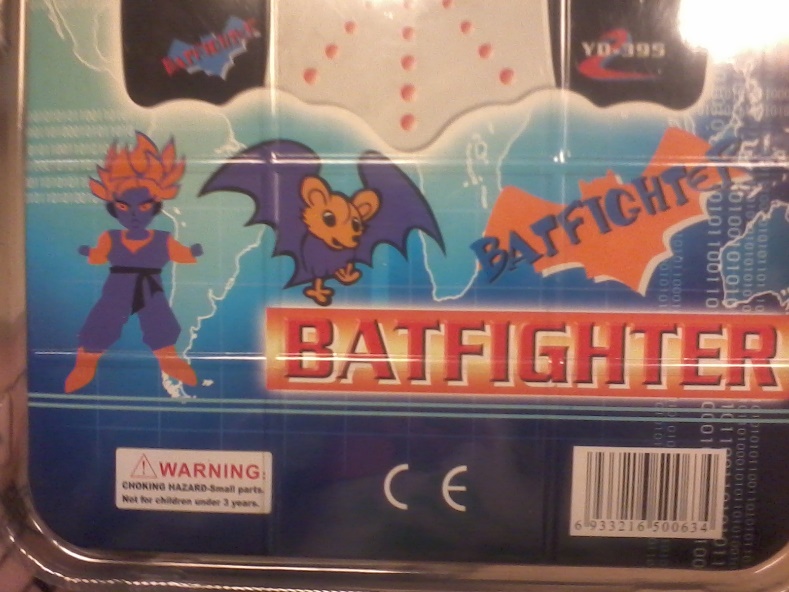 BATFIGHTER
YD-395
BATFIGHTER
BATFIGHTER
WARNING:
CHOKING HAZARD-Small parts.
Not for children under 3 years.
CE
6 933216 500634